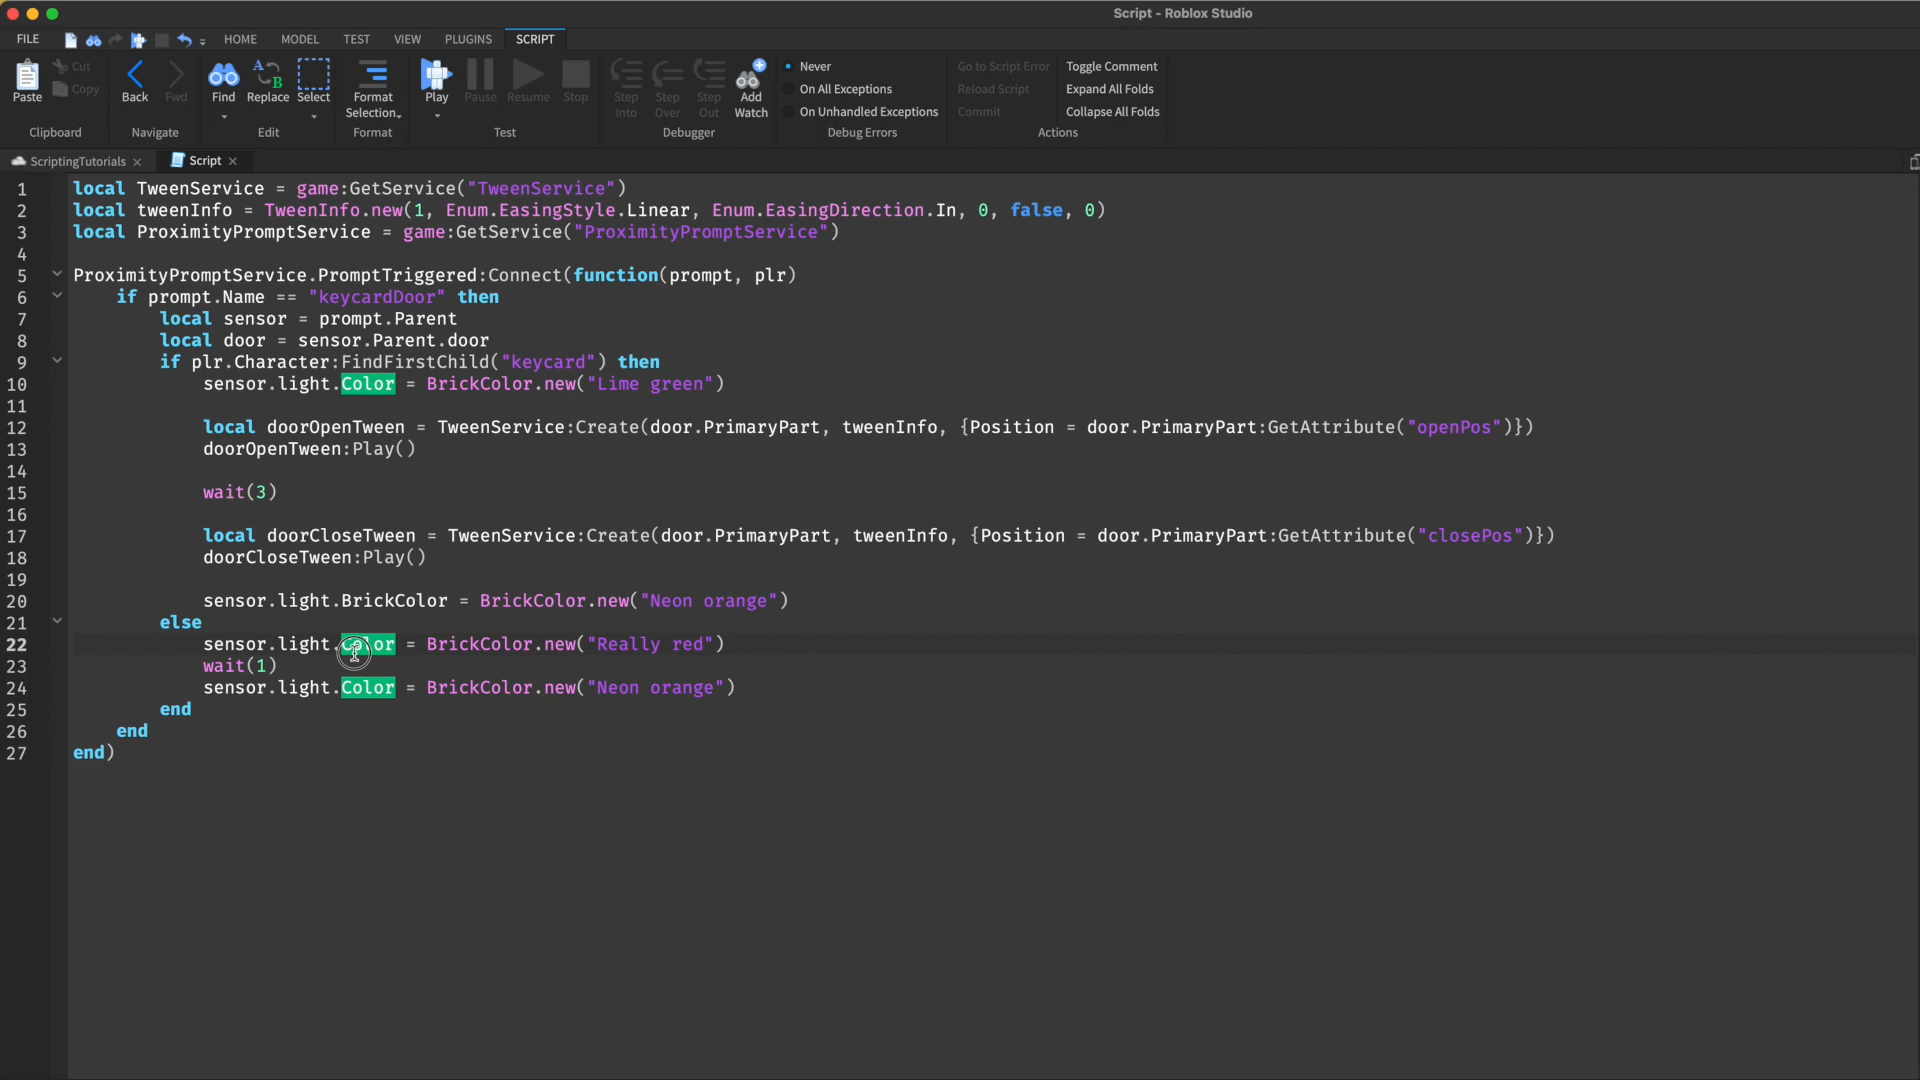 Script - Roblox Studio
FILE HOME MODEL TEST VIEW PLUGINS SCRIPT
Paste Cut Copy Back Fwd Find Replace Select Format Selection Play Pause Resume Stop Step Into Step Over Step Out Add Watch Never On All Exceptions On Unhandled Exceptions Go to Script Error Reload Script Commit Toggle Comment Expand All Folds Collapse All Folds
Clipboard Navigate Edit Format Test Debugger Debug Errors Actions
ScriptingTutorials Script
1 local TweenService = game:GetService("TweenService")
2 local tweenInfo = TweenInfo.new(1, Enum.EasingStyle.Linear, Enum.EasingDirection.In, 0, false, 0)
3 local ProximityPromptService = game:GetService("ProximityPromptService")
4
5 ProximityPromptService.PromptTriggered:Connect(function(prompt, plr)
6 if prompt.Name == "keycardDoor" then
7 local sensor = prompt.Parent
8 local door = sensor.Parent.door
9 if plr.Character:FindFirstChild("keycard") then
10 sensor.light.Color = BrickColor.new("Lime green")
11
12 local doorOpenTween = TweenService:Create(door.PrimaryPart, tweenInfo, {Position = door.PrimaryPart:GetAttribute("openPos")})
13 doorOpenTween:Play()
14
15 wait(3)
16
17 local doorCloseTween = TweenService:Create(door.PrimaryPart, tweenInfo, {Position = door.PrimaryPart:GetAttribute("closePos")})
18 doorCloseTween:Play()
19
20 sensor.light.BrickColor = BrickColor.new("Neon orange")
21 else
22 sensor.light.Color = BrickColor.new("Really red")
23 wait(1)
24 sensor.light.Color = BrickColor.new("Neon orange")
25 end
26 end
27 end)